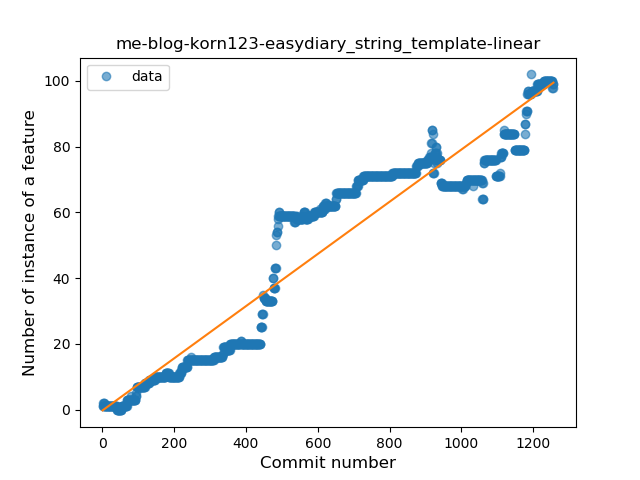 me-blog-korn123-easydiary_string_template-linear
data
Number of instance of a feature
100
80
60
40
20
0
0 200 400 600 800 1000 1200
Commit number